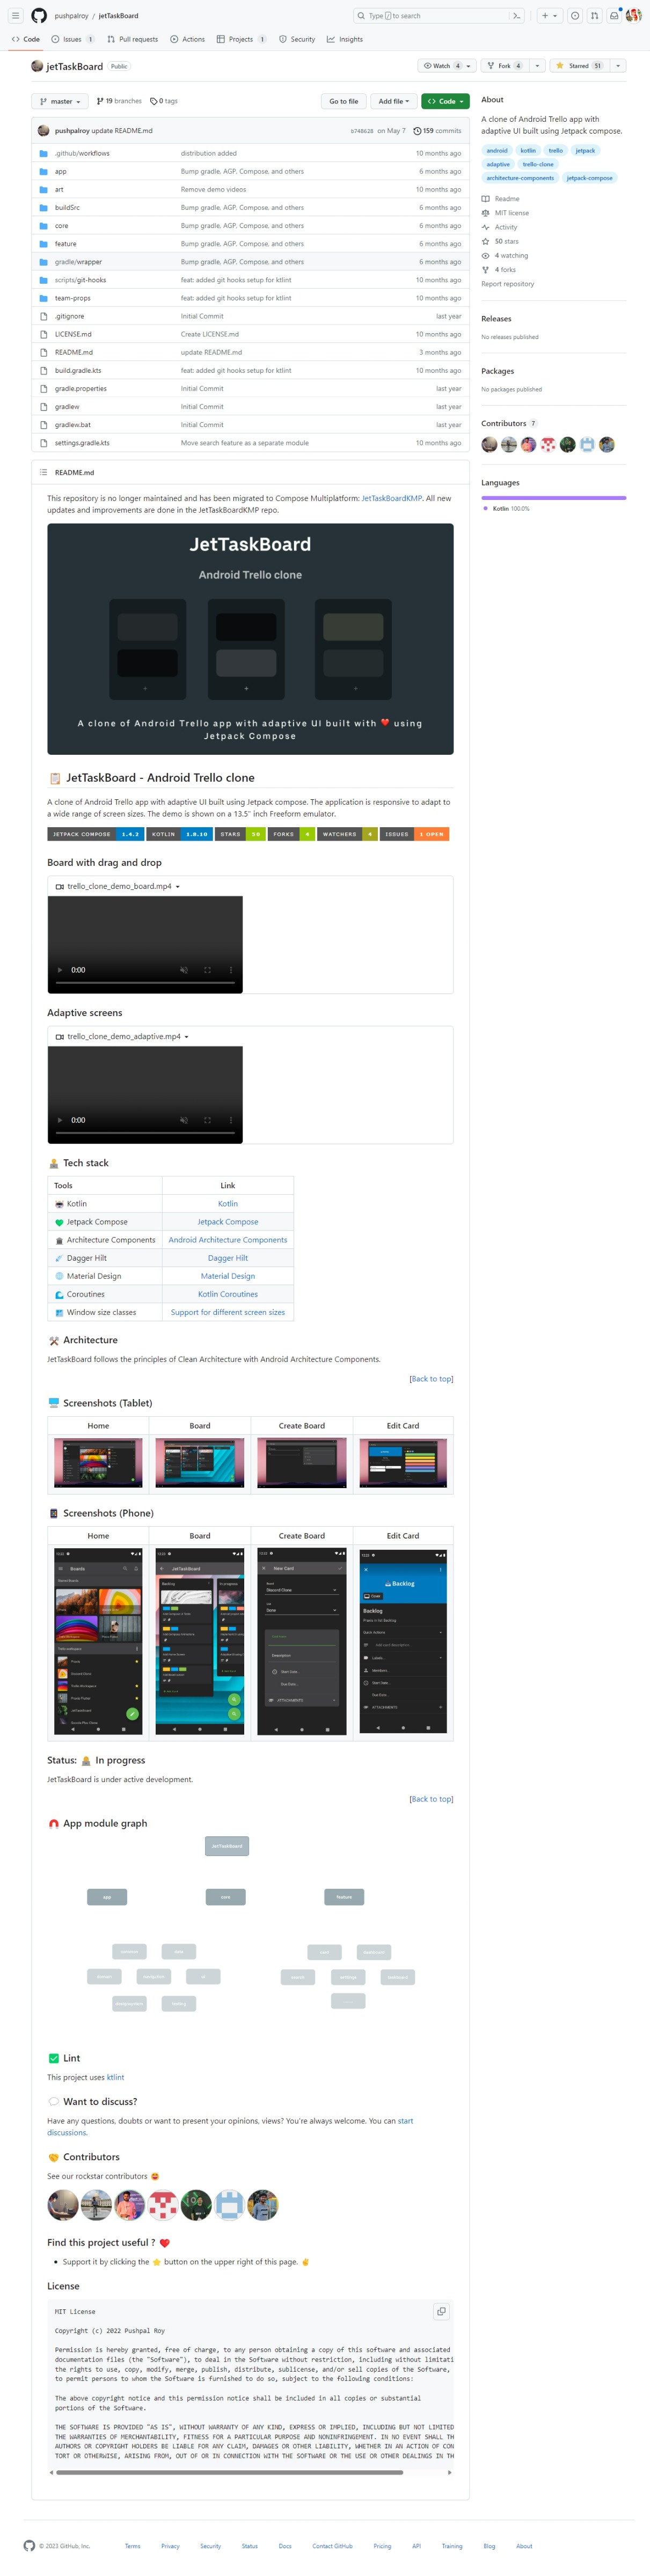 pushpalroy / jetTaskBoard
Type / to search
Code
Issues 1
Pull requests
Actions
Projects 1
Security
Insights
jetTaskBoard Public
Watch 4
Fork 4
Starred 51
master
19 branches
0 tags
Go to file
Add file
Code
pushpalroy update README.md
b748628 on May 7
159 commits
.github/workflows distribution added 10 months ago
app Bump gradle, AGP, Compose, and others 6 months ago
art Remove demo videos 10 months ago
buildSrc Bump gradle, AGP, Compose, and others 6 months ago
core Bump gradle, AGP, Compose, and others 6 months ago
feature Bump gradle, AGP, Compose, and others 6 months ago
gradle/wrapper Bump gradle, AGP, Compose, and others 6 months ago
scripts/git-hooks feat: added git hooks setup for ktlint 10 months ago
team-props feat: added git hooks setup for ktlint 10 months ago
.gitignore Initial Commit last year
LICENSE.md Create LICENSE.md 10 months ago
README.md update README.md 3 months ago
build.gradle.kts feat: added git hooks setup for ktlint 10 months ago
gradle.properties Initial Commit last year
gradlew Initial Commit last year
gradlew.bat Initial Commit last year
settings.gradle.kts Move search feature as a separate module 10 months ago
About
A clone of Android Trello app with
adaptive UI built using Jetpack compose.
android kotlin trello jetpack
adaptive trello-clone
architecture-components jetpack-compose
Readme
MIT license
Activity
50 stars
4 watching
4 forks
Report repository
Releases
No releases published
Packages
No packages published
Contributors 7
Languages
Kotlin 100.0%
README.md
This repository is no longer maintained and has been migrated to Compose Multiplatform: JetTaskBoardKMP. All new
updates and improvements are done in the JetTaskBoardKMP repo.
JetTaskBoard
Android Trello clone
A clone of Android Trello app with adaptive UI built with ❤️ using
Jetpack Compose
📋 JetTaskBoard - Android Trello clone
A clone of Android Trello app with adaptive UI built using Jetpack compose. The application is responsive to adapt to
a wide range of screen sizes. The demo is shown on a 13.5" inch Freeform emulator.
JETPACK COMPOSE 1.4.2 KOTLIN 1.8.10 STARS 50 FORKS 4 WATCHERS 4 ISSUES 1 OPEN
Board with drag and drop
trello_clone_demo_board.mp4
0:00
Adaptive screens
trello_clone_demo_adaptive.mp4
0:00
Tech stack
Tools Link
Kotlin Kotlin
Jetpack Compose Jetpack Compose
Architecture Components Android Architecture Components
Dagger Hilt Dagger Hilt
Material Design Material Design
Coroutines Kotlin Coroutines
Window size classes Support for different screen sizes
Architecture
JetTaskBoard follows the principles of Clean Architecture with Android Architecture Components.
[Back to top]
Screenshots (Tablet)
Home Board Create Board Edit Card
Screenshots (Phone)
Home Board Create Board Edit Card
Boards
JetTaskBoard
Backlog
In progress
New Card
Description
ATTACHMENTS
Backlog
Backlog
Labels...
Members...
Start Date...
Due Date...
ATTACHMENTS
Status: In progress
JetTaskBoard is under active development.
[Back to top]
App module graph
JetTaskBoard
app
core
feature
Lint
This project uses ktlint
Want to discuss?
Have any questions, doubts or want to present your opinions, views? You're always welcome. You can start
discussions.
Contributors
See our rockstar contributors
Find this project useful ? ❤️
• Support it by clicking the ⭐ button on the upper right of this page. ✌️
License
MIT License
Copyright (c) 2022 Pushpal Roy
Permission is hereby granted, free of charge, to any person obtaining a copy of this software and associated
documentation files (the "Software"), to deal in the Software without restriction, including without limitati
the rights to use, copy, modify, merge, publish, distribute, sublicense, and/or sell copies of the Software,
to permit persons to whom the Software is furnished to do so, subject to the following conditions:
The above copyright notice and this permission notice shall be included in all copies or substantial
portions of the Software.
THE SOFTWARE IS PROVIDED "AS IS", WITHOUT WARRANTY OF ANY KIND, EXPRESS OR IMPLIED, INCLUDING BUT NOT LIMITED
THE WARRANTIES OF MERCHANTABILITY, FITNESS FOR A PARTICULAR PURPOSE AND NONINFRINGEMENT. IN NO EVENT SHALL TH
AUTHORS OR COPYRIGHT HOLDERS BE LIABLE FOR ANY CLAIM, DAMAGES OR OTHER LIABILITY, WHETHER IN AN ACTION OF CON
TORT OR OTHERWISE, ARISING FROM, OUT OF OR IN CONNECTION WITH THE SOFTWARE OR THE USE OR OTHER DEALINGS IN TH
© 2023 GitHub, Inc. Terms Privacy Security Status Docs Contact GitHub Pricing API Training Blog About